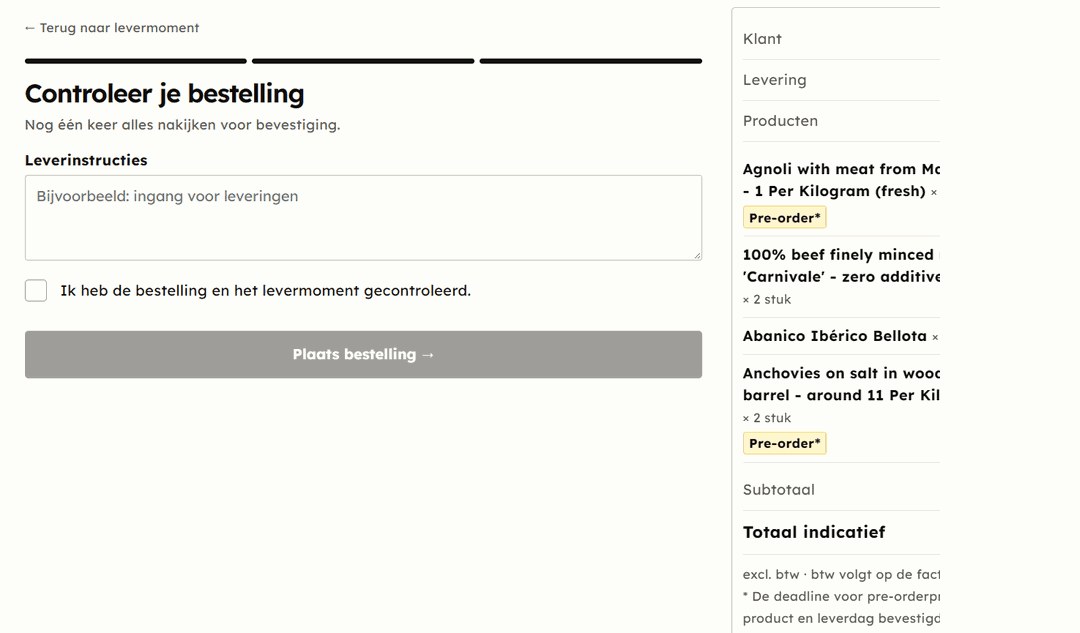 ← Terug naar levermoment
Controleer je bestelling
Nog één keer alles nakijken voor bevestiging.
Leverinstructies
Bijvoorbeeld: ingang voor leveringen
Ik heb de bestelling en het levermoment gecontroleerd.
Plaats bestelling →
Klant
Levering
Producten
Agnoli with meat from
- 1 Per Kilogram (fresh) ×
Pre-order*
100% beef finely minced
'Carnivale' - zero
× 2 stuk
Abanico Ibérico Bellota ×
Anchovies on salt in
barrel - around 11 Per
× 2 stuk
Pre-order*
Subtotaal
Totaal indicatief
excl. btw · btw volgt op de
* De deadline voor
product en leverdag